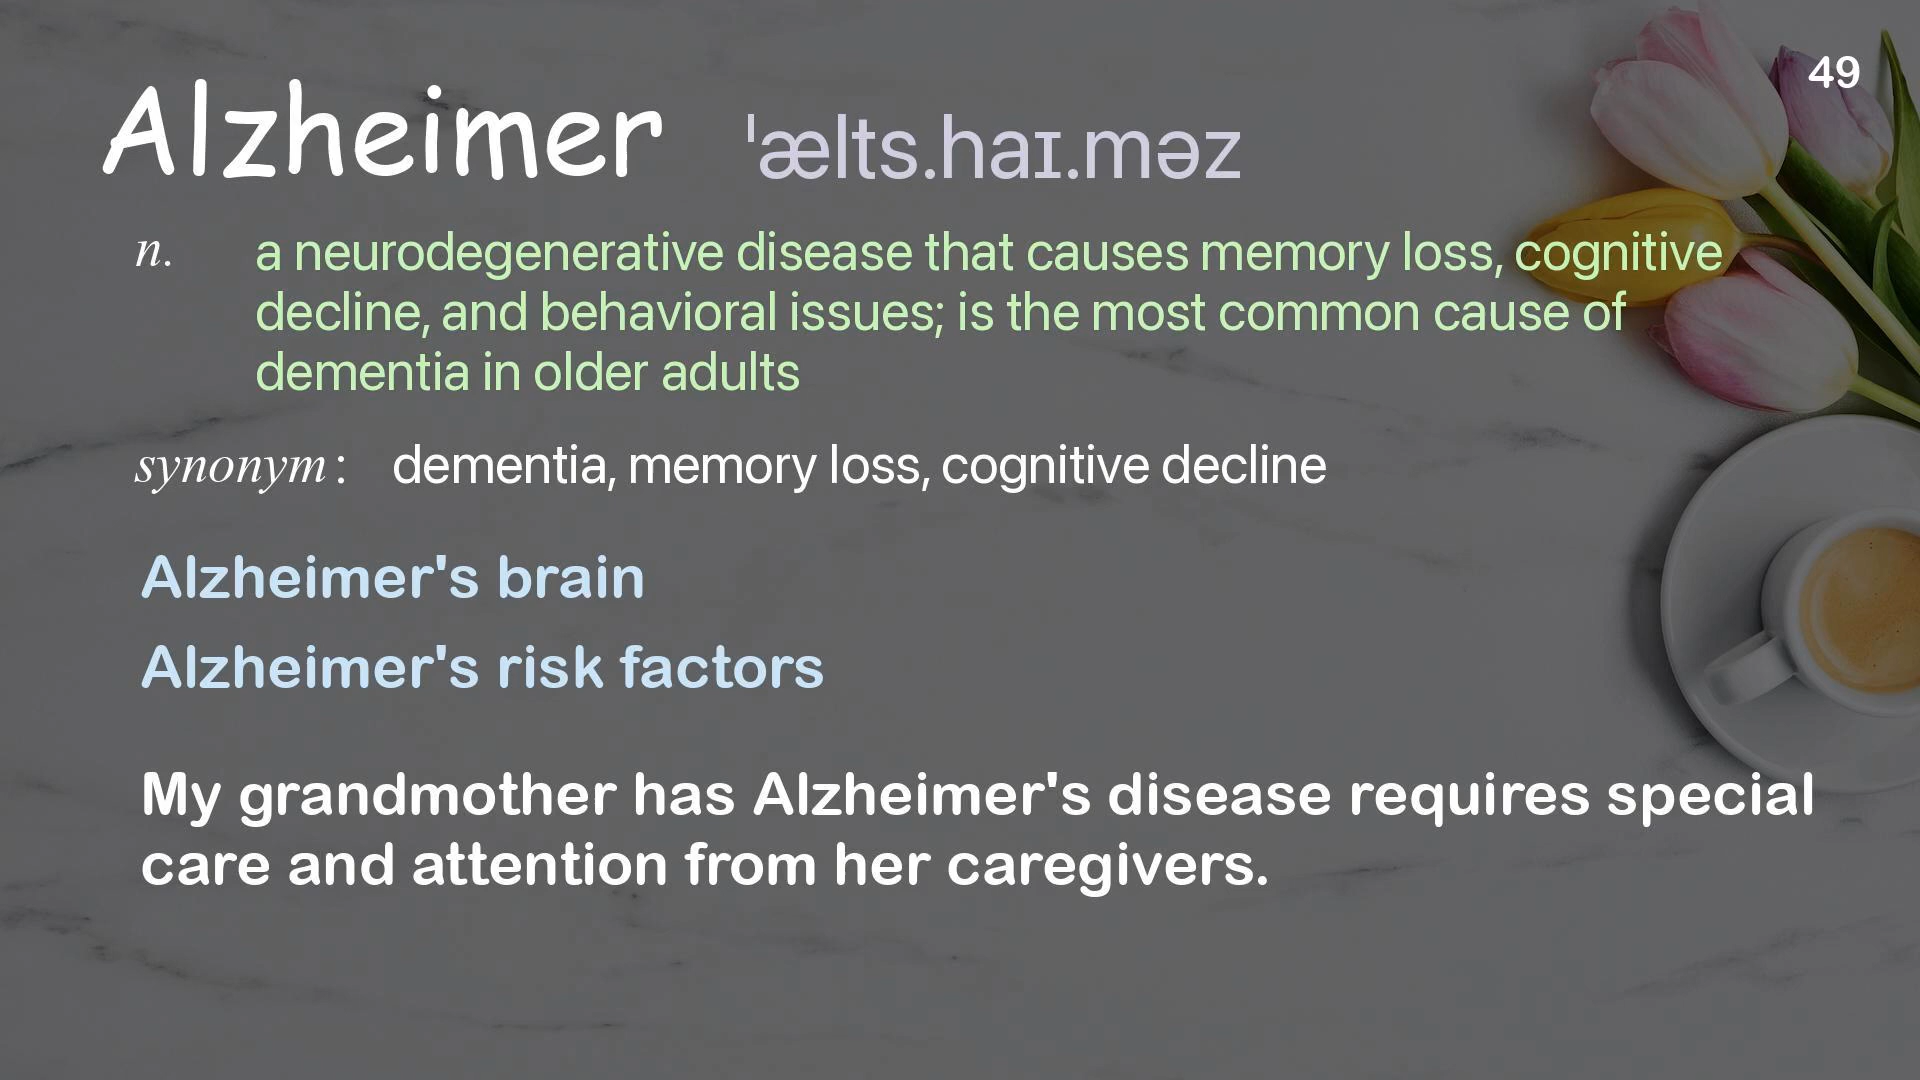 49
Alzheimer ˈælts.haɪ.məz
n. a neurodegenerative disease that causes memory loss, cognitive
decline, and behavioral issues; is the most common cause of
dementia in older adults
synonym : dementia, memory loss, cognitive decline
Alzheimer's brain
Alzheimer's risk factors
My grandmother has Alzheimer's disease requires special
care and attention from her caregivers.